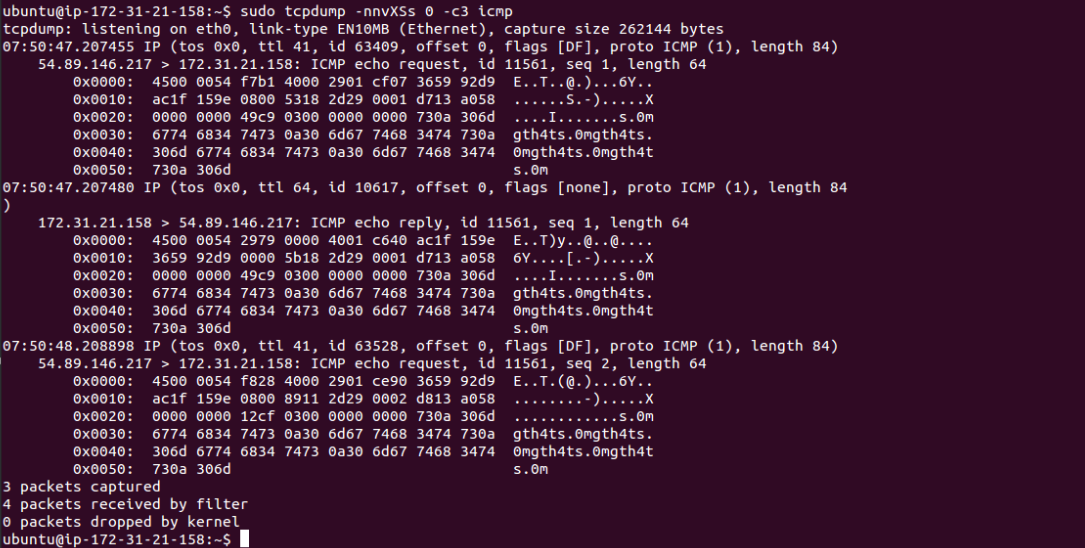 ubuntu@ip-172-31-21-158:~$ sudo tcpdump -nnvXSs 0 -c3 icmp
tcpdump: listening on eth0, link-type EN10MB (Ethernet), capture size 262144 bytes
07:50:47.207455 IP (tos 0x0, ttl 41, id 63409, offset 0, flags [DF], proto ICMP (1), length 84)
    54.89.146.217 > 172.31.21.158: ICMP echo request, id 11561, seq 1, length 64
        0x0000:  4500 0054 f7b1 4000 2901 cf07 3659 92d9  E..T..@.)...6Y..
        0x0010:  ac1f 159e 0800 5318 2d29 0001 d713 a058  ......S.-).....X
        0x0020:  0000 0000 49c9 0300 0000 0000 730a 306d  ....I.......s.0m
        0x0030:  6774 6834 7473 0a30 6d67 7468 3474 730a  gth4ts.0mgth4ts.
        0x0040:  306d 6774 6834 7473 0a30 6d67 7468 3474  0mgth4ts.0mgth4t
        0x0050:  730a 306d                                s.0m
07:50:47.207480 IP (tos 0x0, ttl 64, id 10617, offset 0, flags [none], proto ICMP (1), length 84
)
    172.31.21.158 > 54.89.146.217: ICMP echo reply, id 11561, seq 1, length 64
        0x0000:  4500 0054 2979 0000 4001 c640 ac1f 159e  E..T)y..@..@....
        0x0010:  3659 92d9 0000 5b18 2d29 0001 d713 a058  6Y....[.-).....X
        0x0020:  0000 0000 49c9 0300 0000 0000 730a 306d  ....I.......s.0m
        0x0030:  6774 6834 7473 0a30 6d67 7468 3474 730a  gth4ts.0mgth4ts.
        0x0040:  306d 6774 6834 7473 0a30 6d67 7468 3474  0mgth4ts.0mgth4t
        0x0050:  730a 306d                                s.0m
07:50:48.208898 IP (tos 0x0, ttl 41, id 63528, offset 0, flags [DF], proto ICMP (1), length 84)
    54.89.146.217 > 172.31.21.158: ICMP echo request, id 11561, seq 2, length 64
        0x0000:  4500 0054 f828 4000 2901 ce90 3659 92d9  E..T.(@.)...6Y..
        0x0010:  ac1f 159e 0800 8911 2d29 0002 d813 a058  ........-).....X
        0x0020:  0000 0000 12cf 0300 0000 0000 730a 306d  ............s.0m
        0x0030:  6774 6834 7473 0a30 6d67 7468 3474 730a  gth4ts.0mgth4ts.
        0x0040:  306d 6774 6834 7473 0a30 6d67 7468 3474  0mgth4ts.0mgth4t
        0x0050:  730a 306d                                s.0m
3 packets captured
4 packets received by filter
0 packets dropped by kernel
ubuntu@ip-172-31-21-158:~$